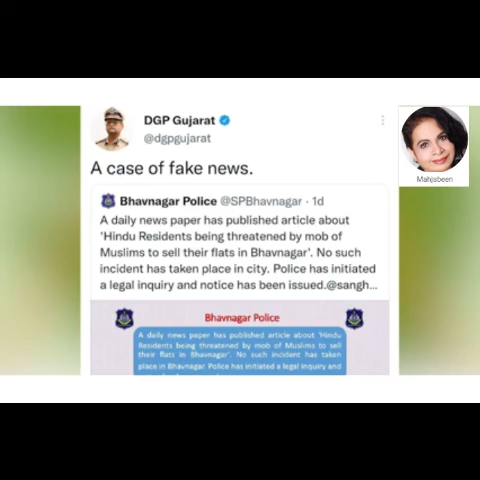 DGP Gujarat
@dgpgujarat
A case of fake news.
Bhavnagar Police @SPBhavnagar · 1d
A daily news paper has published article about
'Hindu Residents being threatened by mob of
Muslims to sell their flats in Bhavnagar'. No such
incident has taken place in city. Police has initiated
a legal inquiry and notice has been issued.@sangh...
Bhavnagar Police
A daily news paper has published article about 'Hindu
Residents being threatened by mob of Muslims to sell
their flats in Bhavnagar'. No such incident has taken
place in Bhavnagar. Police has initiated a legal inquiry and
Mahjsbeen